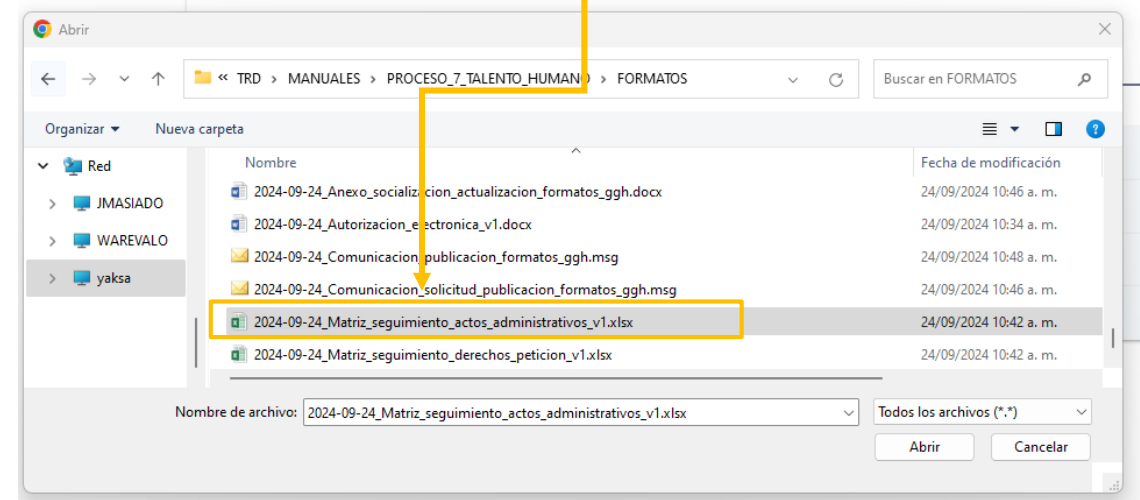 Abrir
« TRD > MANUALES > PROCESO_7_TALENTO_HUMANO > FORMATOS
Buscar en FORMATOS
Organizar
Nueva carpeta
Red
JMASIADO
WAREVALO
yaksa
Nombre
Fecha de modificación
2024-09-24_Anexo_socializacion_actualizacion_formatos_ggh.docx
24/09/2024 10:46 a. m.
2024-09-24_Autorizacion_electronica_v1.docx
24/09/2024 10:34 a. m.
2024-09-24_Comunicacion_publicacion_formatos_ggh.msg
24/09/2024 10:48 a. m.
2024-09-24_Comunicacion_solicitud_publicacion_formatos_ggh.msg
24/09/2024 10:46 a. m.
2024-09-24_Matriz_seguimiento_actos_administrativos_v1.xlsx
24/09/2024 10:42 a. m.
2024-09-24_Matriz_seguimiento_derechos_peticion_v1.xlsx
24/09/2024 10:42 a. m.
Nombre de archivo: 2024-09-24_Matriz_seguimiento_actos_administrativos_v1.xlsx
Todos los archivos (*.*)
Abrir
Cancelar